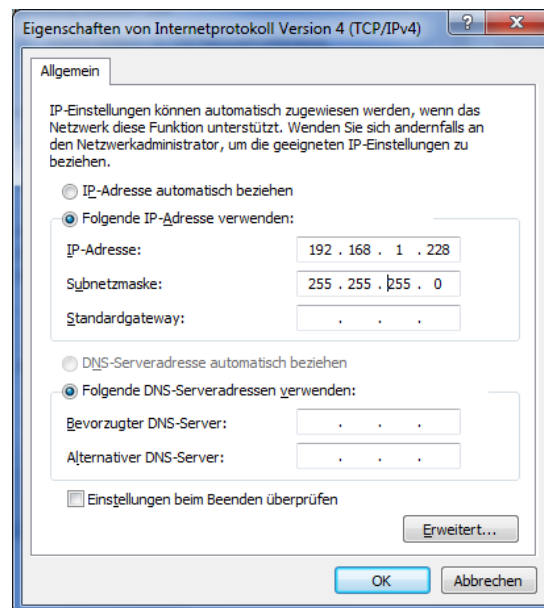 Eigenschaften von Internetprotokoll Version 4 (TCP/IPv4)
Allgemein
IP-Einstellungen können automatisch zugewiesen werden, wenn das
Netzwerk diese Funktion unterstützt. Wenden Sie sich andernfalls an
den Netzwerkadministrator, um die geeigneten IP-Einstellungen zu
beziehen.
IP-Adresse automatisch beziehen
Folgende IP-Adresse verwenden:
IP-Adresse: 192 . 168 . 1 . 228
Subnetzmaske: 255 . 255 . 255 . 0
Standardgateway: . . .
DNS-Serveradresse automatisch beziehen
Folgende DNS-Serveradressen verwenden:
Bevorzugter DNS-Server: . . .
Alternativer DNS-Server: . . .
Einstellungen beim Beenden überprüfen
Erweitert...
OK Abbrechen